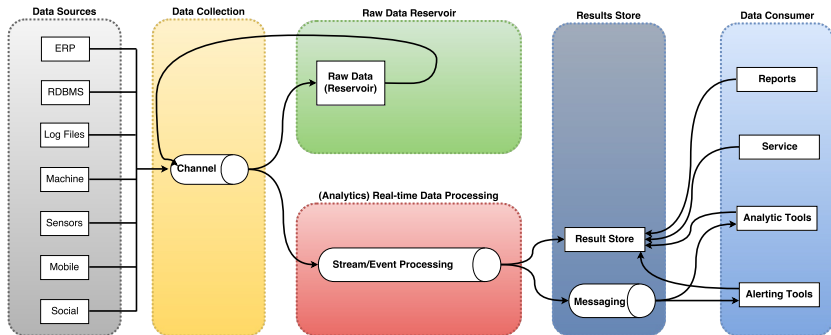 Data Sources
Data Collection
Raw Data Reservoir
Results Store
Data Consumer
ERP
RDBMS
Log Files
Machine
Sensors
Mobile
Social
Channel
Raw Data
(Reservoir)
(Analytics) Real-time Data Processing
Stream/Event Processing
Result Store
Messaging
Reports
Service
Analytic Tools
Alerting Tools